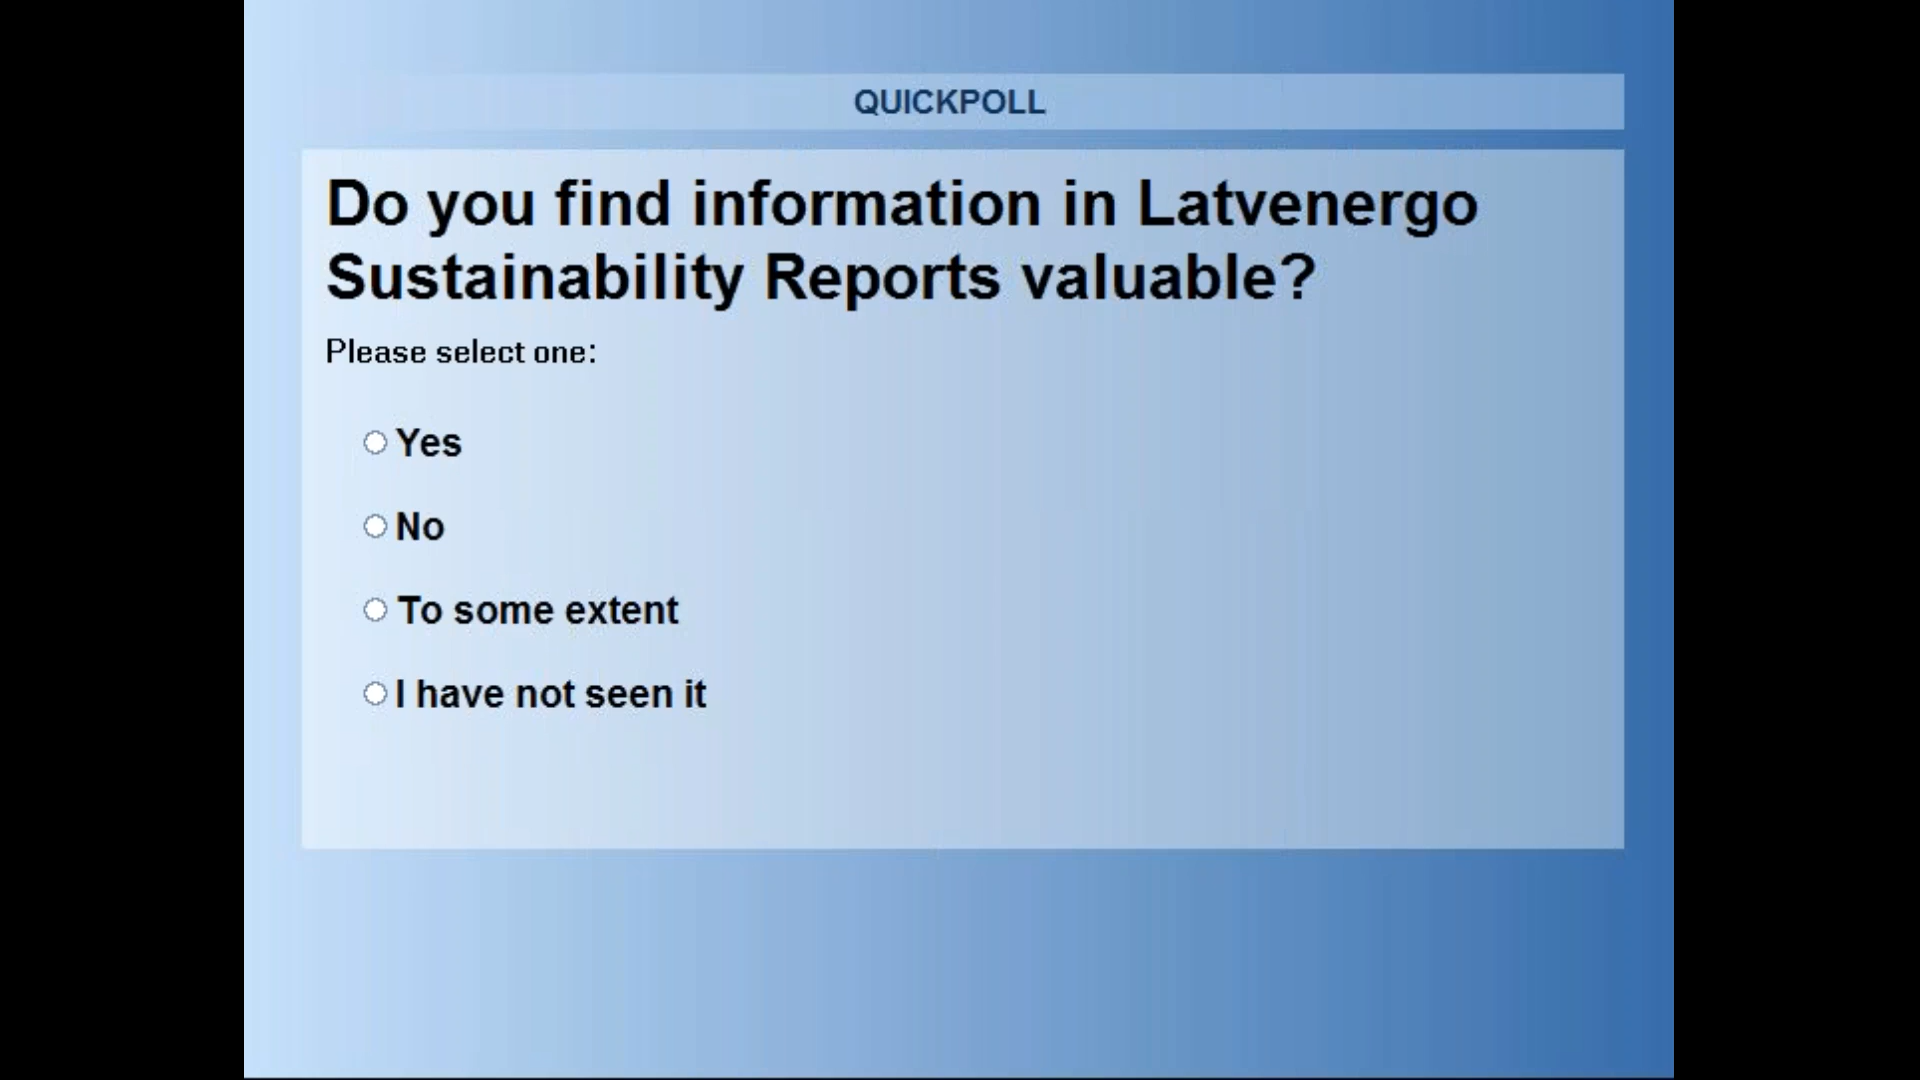 QUICKPOLL
Do you find information in Latvenergo
Sustainability Reports valuable?
Please select one:
Yes
No
To some extent
I have not seen it